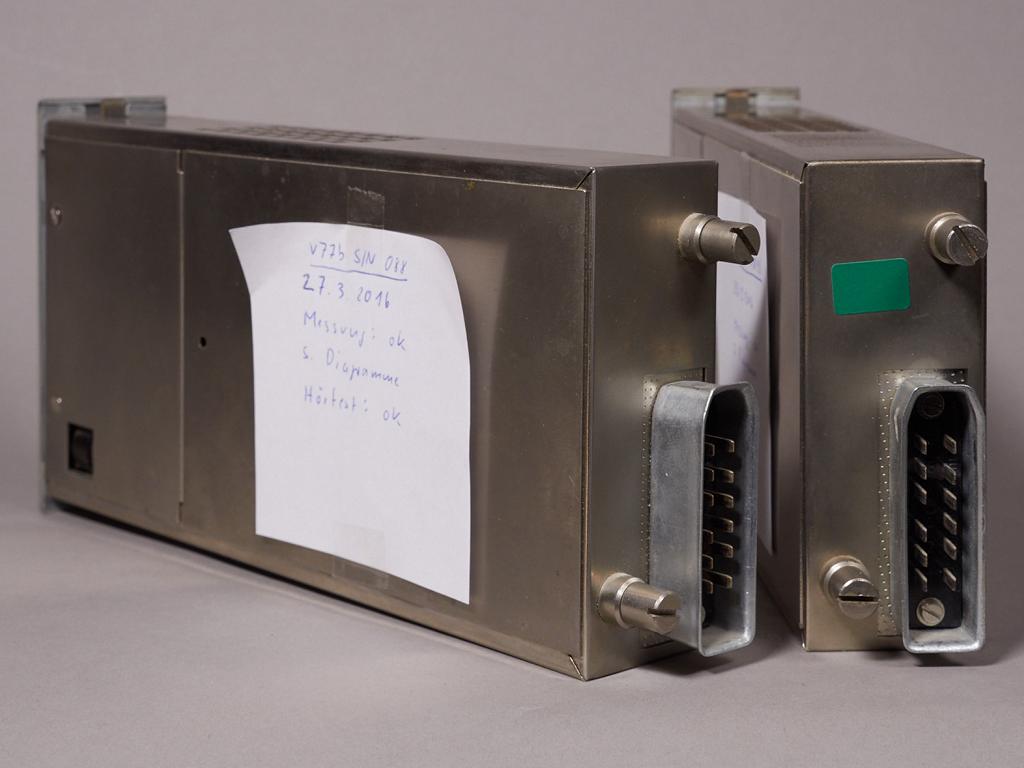 V77b S/N 088
27.3.2016
Messung: ok
s. Diagramme
Hörtest: ok